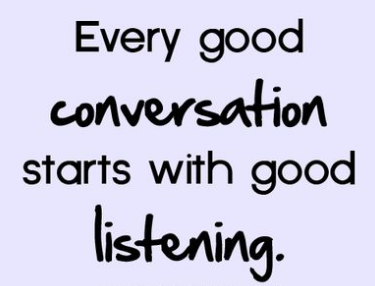 Every good
conversation
starts with good
listening.